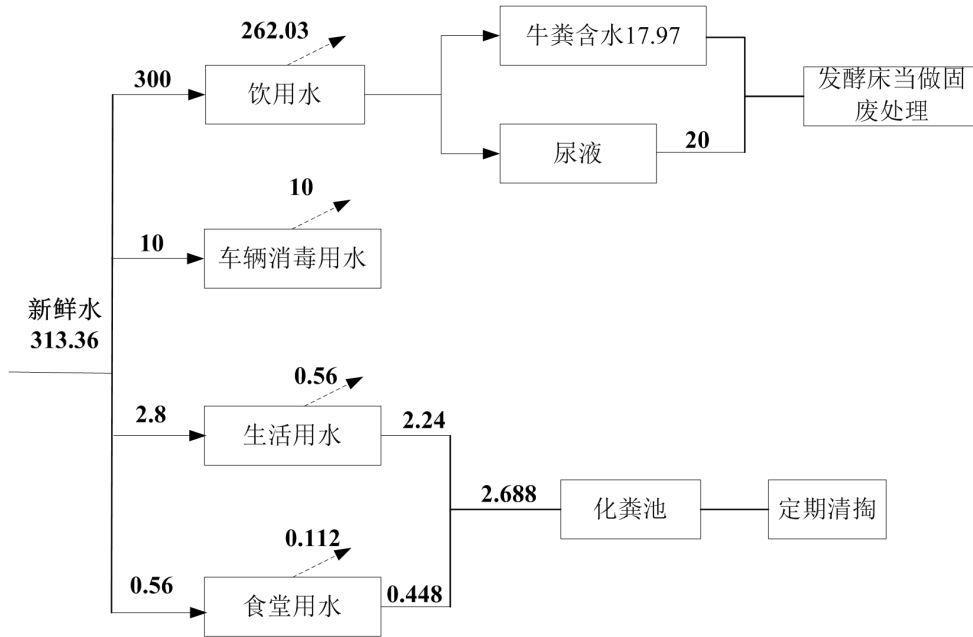 262.03
牛粪含水17.97
300
饮用水
发酵床当做固
废处理
尿液
20
10
10
车辆消毒用水
新鲜水
313.36
0.56
2.8
生活用水
2.24
2.688
化粪池
定期清掏
0.112
0.56
食堂用水
0.448